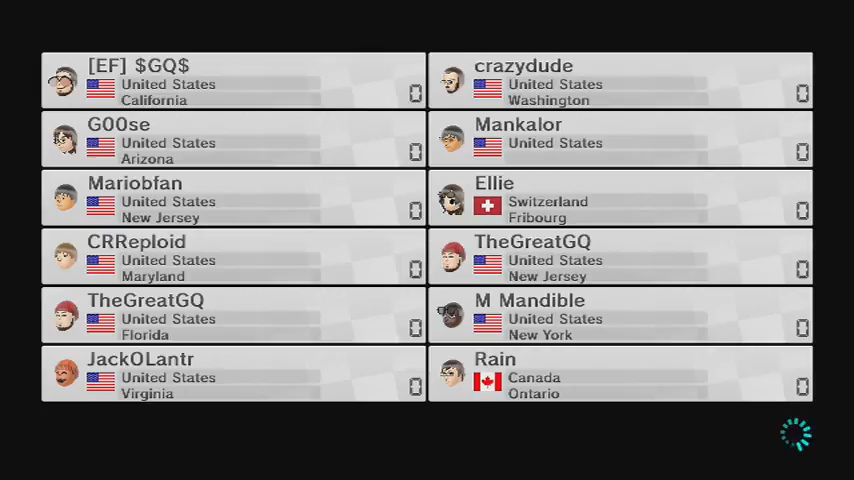 [EF] $GQ$
United States
California
0
crazydude
United States
Washington
0
G00se
United States
Arizona
0
Mankalor
United States
0
Mariobfan
United States
New Jersey
0
Ellie
Switzerland
Fribourg
0
CRReploid
United States
Maryland
0
TheGreatGQ
United States
New Jersey
0
TheGreatGQ
United States
Florida
0
M Mandible
United States
New York
0
JackOLantr
United States
Virginia
0
Rain
Canada
Ontario
0